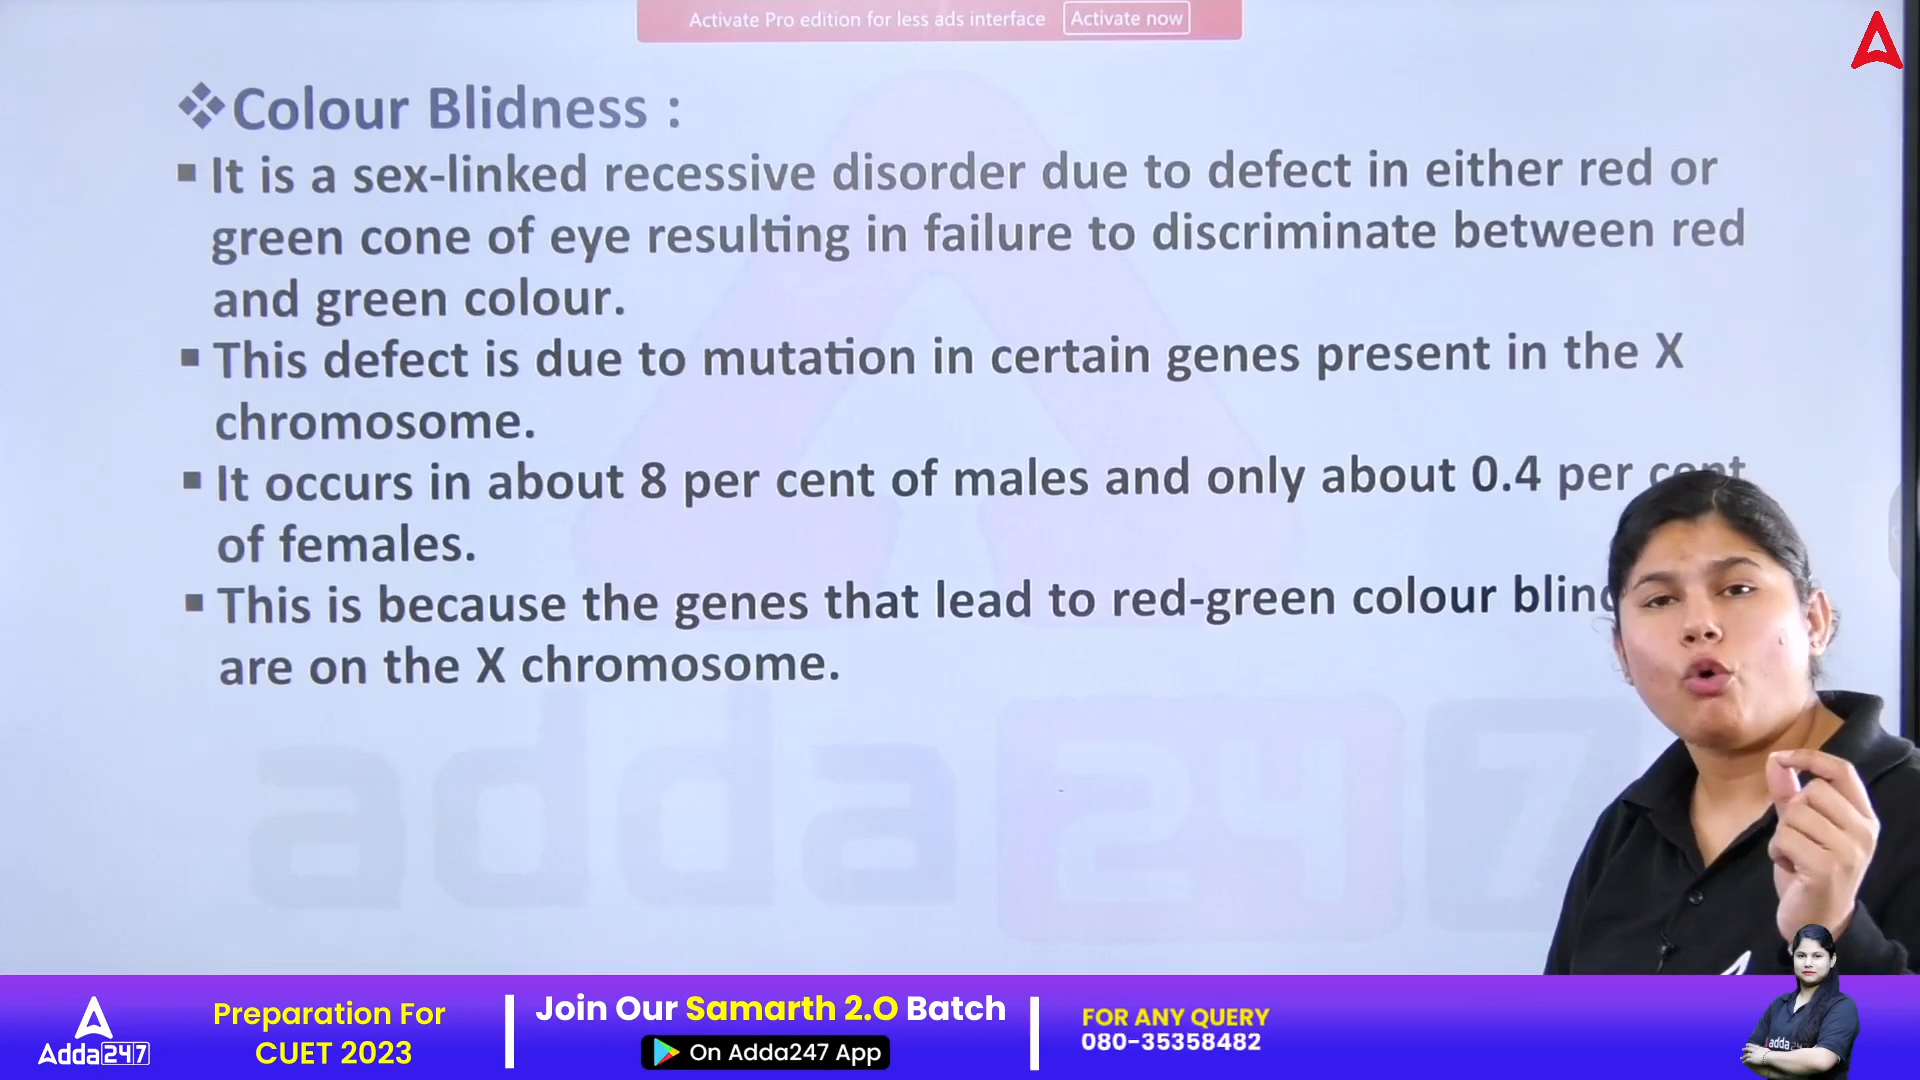 Activate Pro edition for less ads interface Activate now
❖Colour Blidness :
▪ It is a sex-linked recessive disorder due to defect in either red or
green cone of eye resulting in failure to discriminate between red
and green colour.
▪ This defect is due to mutation in certain genes present in the X
chromosome.
▪ It occurs in about 8 per cent of males and only about 0.4 per cent
of females.
▪ This is because the genes that lead to red-green colour blind
are on the X chromosome.
adda 247
Adda247
Preparation For
CUET 2023
Join Our Samarth 2.O Batch
On Adda247 App
FOR ANY QUERY
080-35358482
adda247